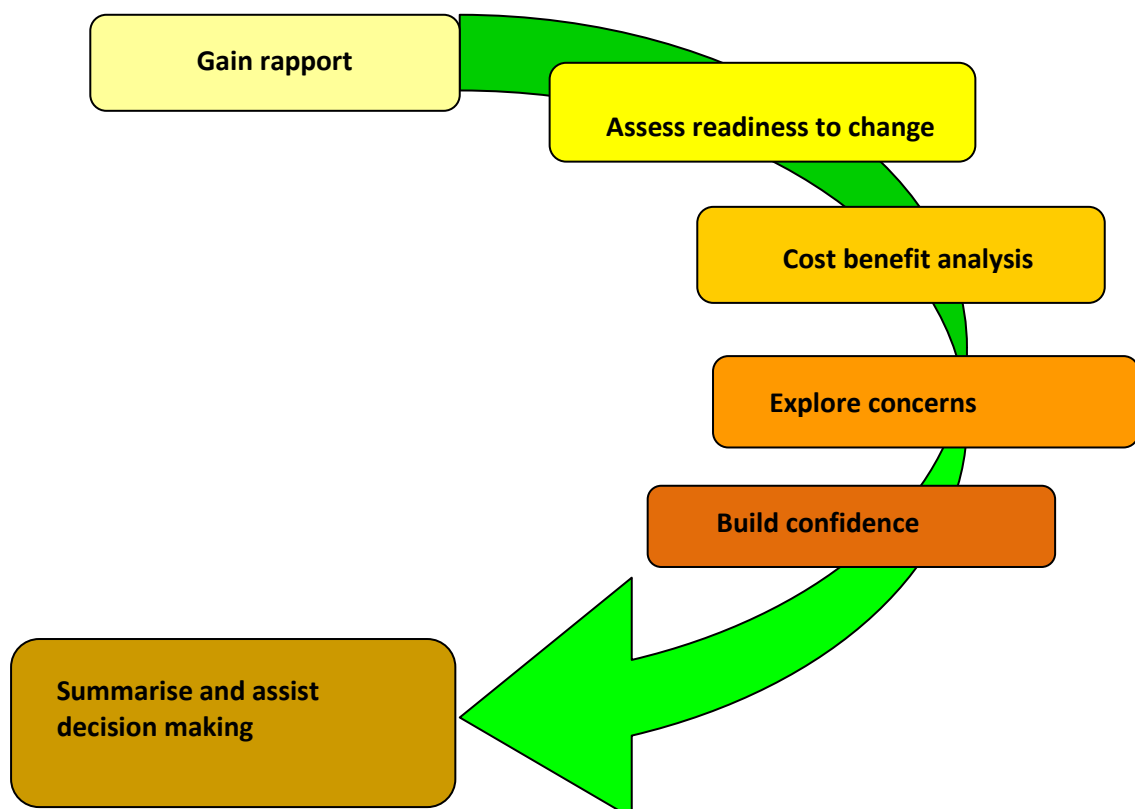 Gain rapport
Assess readiness to change
Cost benefit analysis
Explore concerns
Build confidence
Summarise and assist
decision making